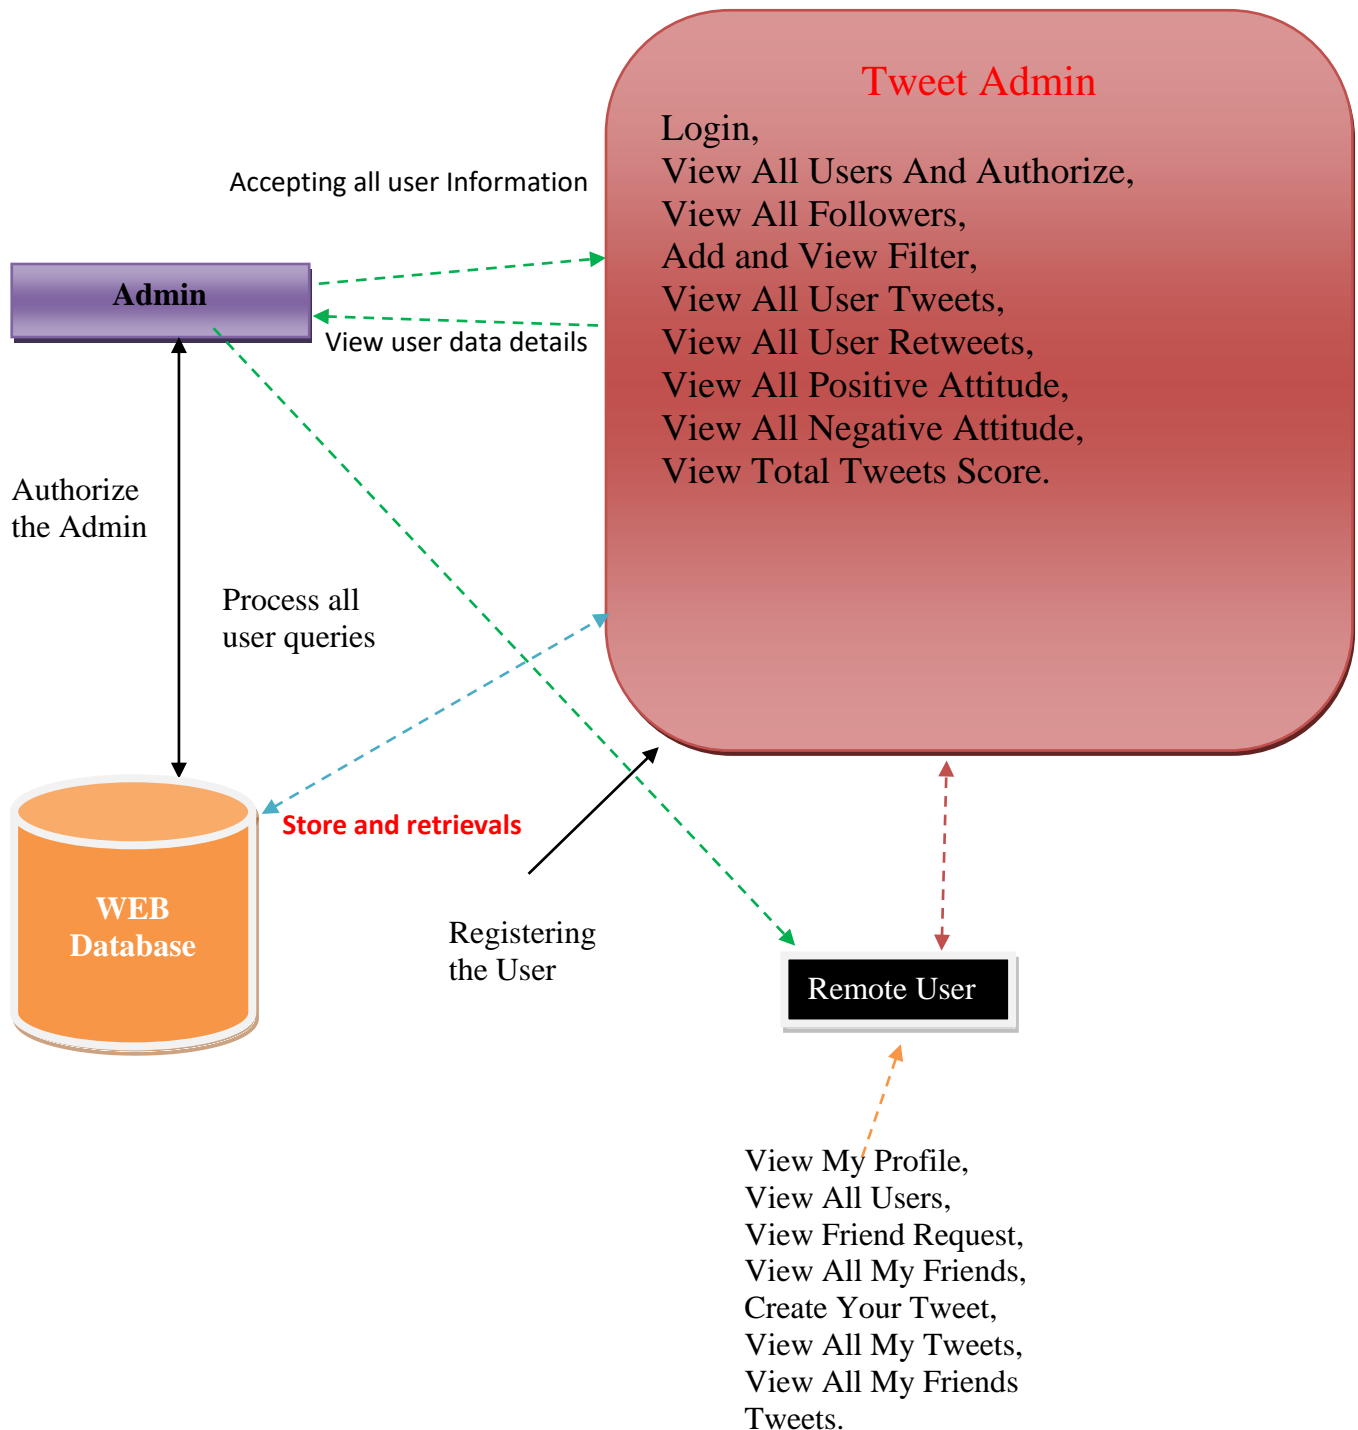 Tweet Admin
Login,
View All Users And Authorize,
View All Followers,
Add and View Filter,
View All User Tweets,
View All User Retweets,
View All Positive Attitude,
View All Negative Attitude,
View Total Tweets Score.
Accepting all user Information
Admin
View user data details
Authorize
the Admin
Process all
user queries
Store and retrievals
WEB
Database
Registering
the User
Remote User
View My Profile,
View All Users,
View Friend Request,
View All My Friends,
Create Your Tweet,
View All My Tweets,
View All My Friends
Tweets.